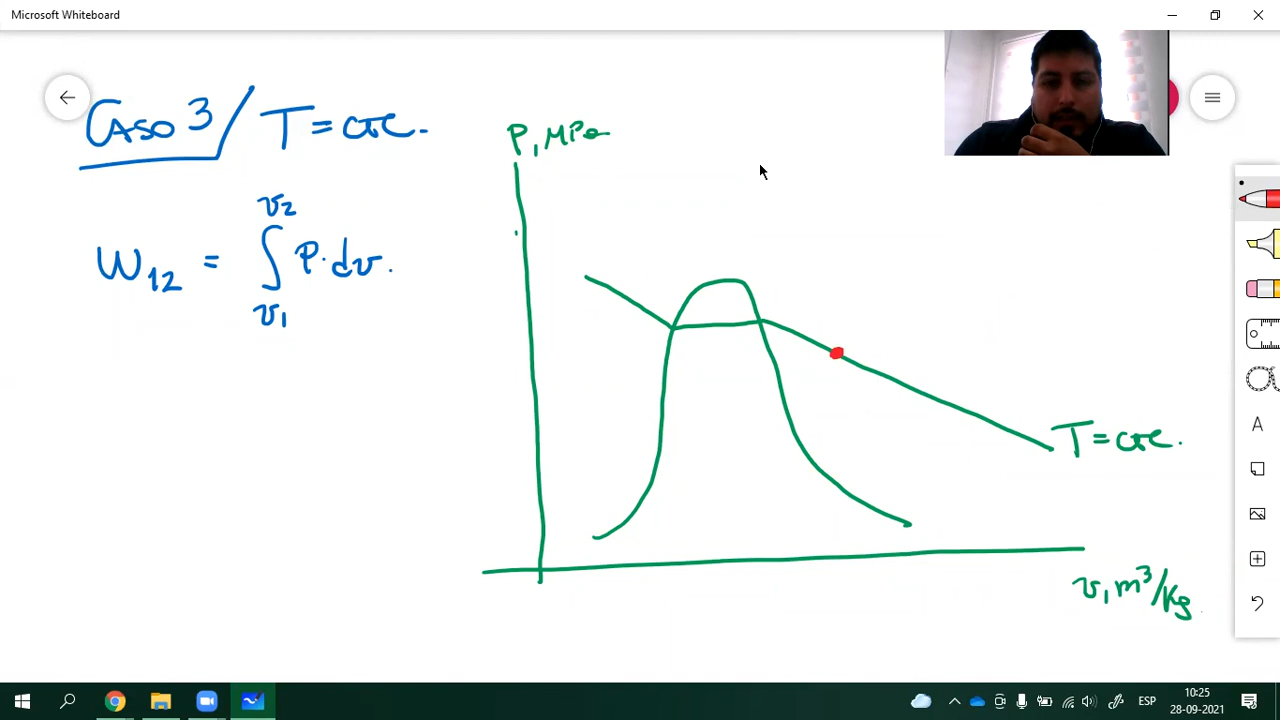 Microsoft Whiteboard
CASO 3/ T = cte.
P, MPa
v2
W12 = ∫ P. dv.
v1
T = cte.
v, m³/kg.
A
ESP
10:25
28-09-2021